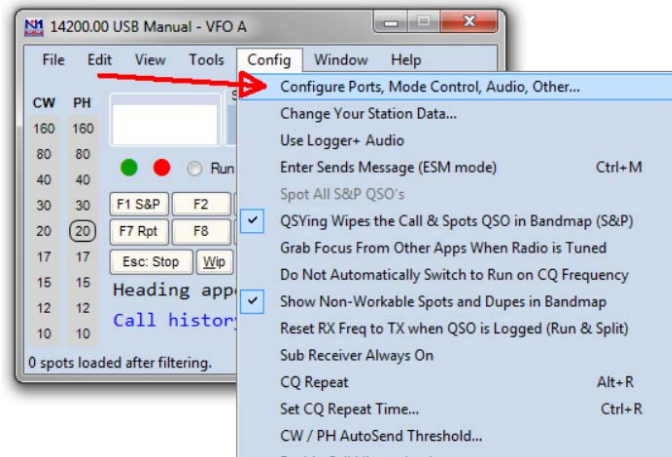 N1MM 14200.00 USB Manual - VFO A
File Edit View Tools Config Window Help
CW PH
160 160
80 80
40 40
30 30
20 20
17 17
15 15
12 12
10 10
Run
F1 S&P F2
F7 Rpt F8
Esc: Stop Wip
Heading app
Call history
0 spots loaded after filtering.
Configure Ports, Mode Control, Audio, Other...
Change Your Station Data...
Use Logger+ Audio
Enter Sends Message (ESM mode) Ctrl+M
Spot All S&P QSO's
QSYing Wipes the Call & Spots QSO in Bandmap (S&P)
Grab Focus From Other Apps When Radio is Tuned
Do Not Automatically Switch to Run on CQ Frequency
Show Non-Workable Spots and Dupes in Bandmap
Reset RX Freq to TX when QSO is Logged (Run & Split)
Sub Receiver Always On
CQ Repeat Alt+R
Set CQ Repeat Time... Ctrl+R
CW / PH AutoSend Threshold...